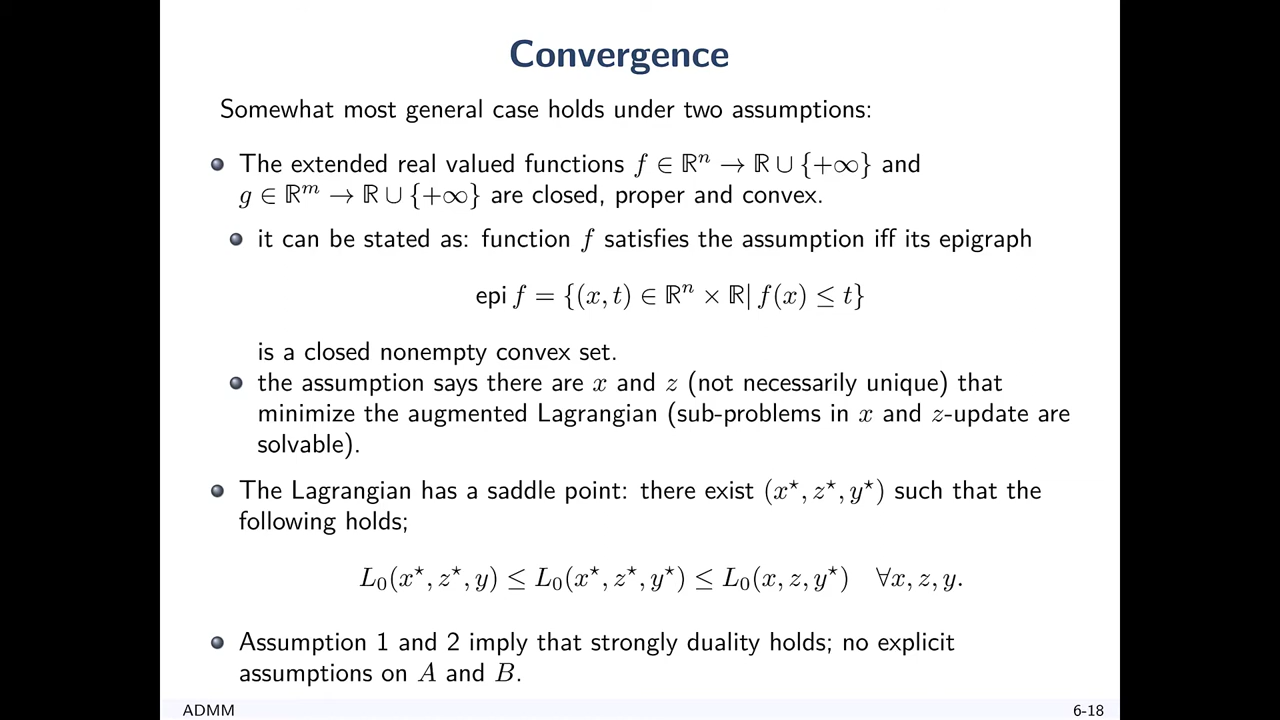 Convergence
Somewhat most general case holds under two assumptions:
The extended real valued functions f ∈ ℝⁿ → ℝ ∪ {+∞} and
g ∈ ℝᵐ → ℝ ∪ {+∞} are closed, proper and convex.
it can be stated as: function f satisfies the assumption iff its epigraph
epi f = {(x, t) ∈ ℝⁿ × ℝ| f(x) ≤ t}
is a closed nonempty convex set.
the assumption says there are x and z (not necessarily unique) that
minimize the augmented Lagrangian (sub-problems in x and z-update are
solvable).
The Lagrangian has a saddle point: there exist (x⋆, z⋆, y⋆) such that the
following holds;
L₀(x⋆, z⋆, y) ≤ L₀(x⋆, z⋆, y⋆) ≤ L₀(x, z, y⋆) ∀x, z, y.
Assumption 1 and 2 imply that strongly duality holds; no explicit
assumptions on A and B.
ADMM 6-18